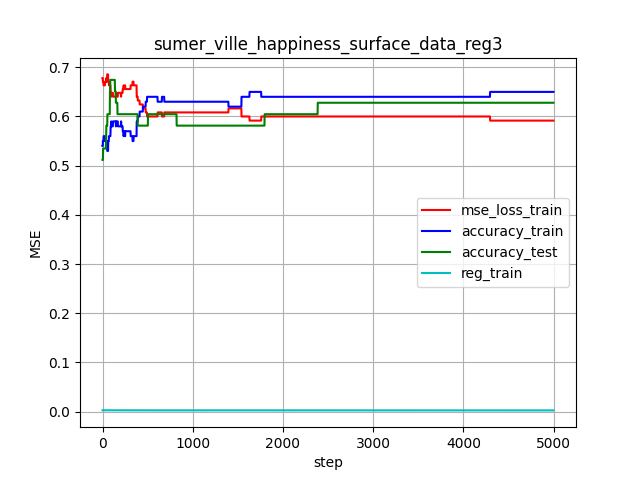 sumer_ville_happiness_surface_data_reg3
0.7
0.6
0.5
0.4
0.3
0.2
0.1
0.0
MSE
mse_loss_train
accuracy_train
accuracy_test
reg_train
0 1000 2000 3000 4000 5000
step